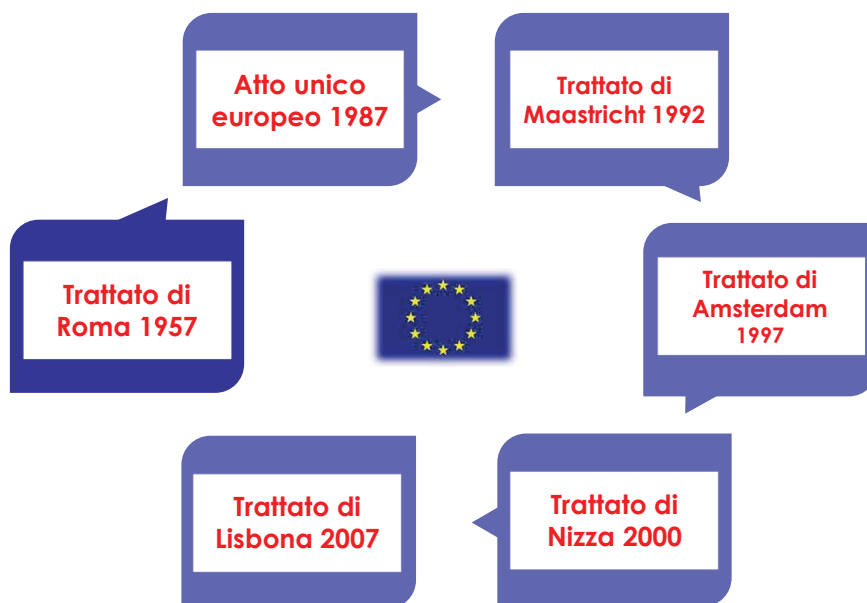 Atto unico
europeo 1987
Trattato di
Maastricht 1992
Trattato di
Roma 1957
Trattato di
Amsterdam
1997
Trattato di
Lisbona 2007
Trattato di
Nizza 2000